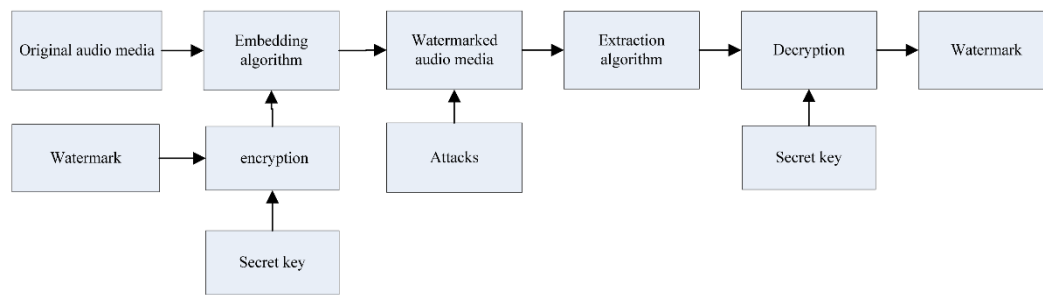 Original audio media
Embedding
algorithm
Watermarked
audio media
Extraction
algorithm
Decryption
Watermark
Watermark
encryption
Attacks
Secret key
Secret key